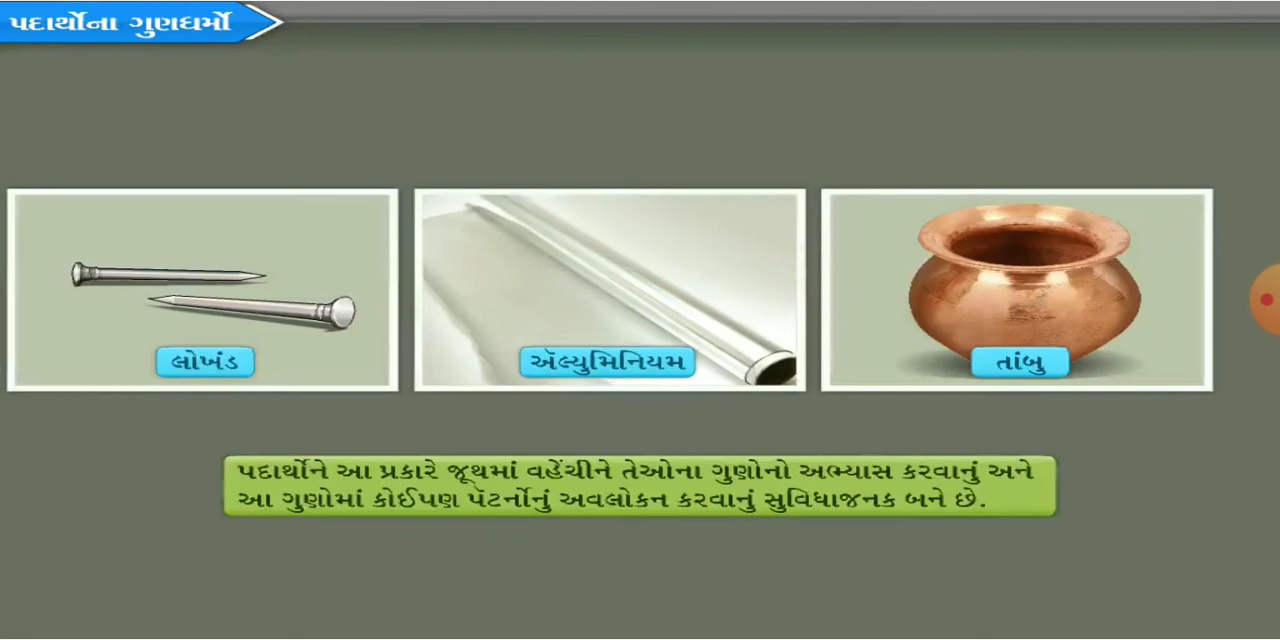 પદાર્થોના ગુણધર્મો
લોખંડ
ઍલ્યુમિનિયમ
તાંબુ
પદાર્થોને આ પ્રકારે જૂથમાં વહેંચીને તેઓના ગુણોનો અભ્યાસ કરવાનું અને
આ ગુણોમાં કોઈપણ પૅટર્નોનું અવલોકન કરવાનું સુવિધાજનક બને છે.